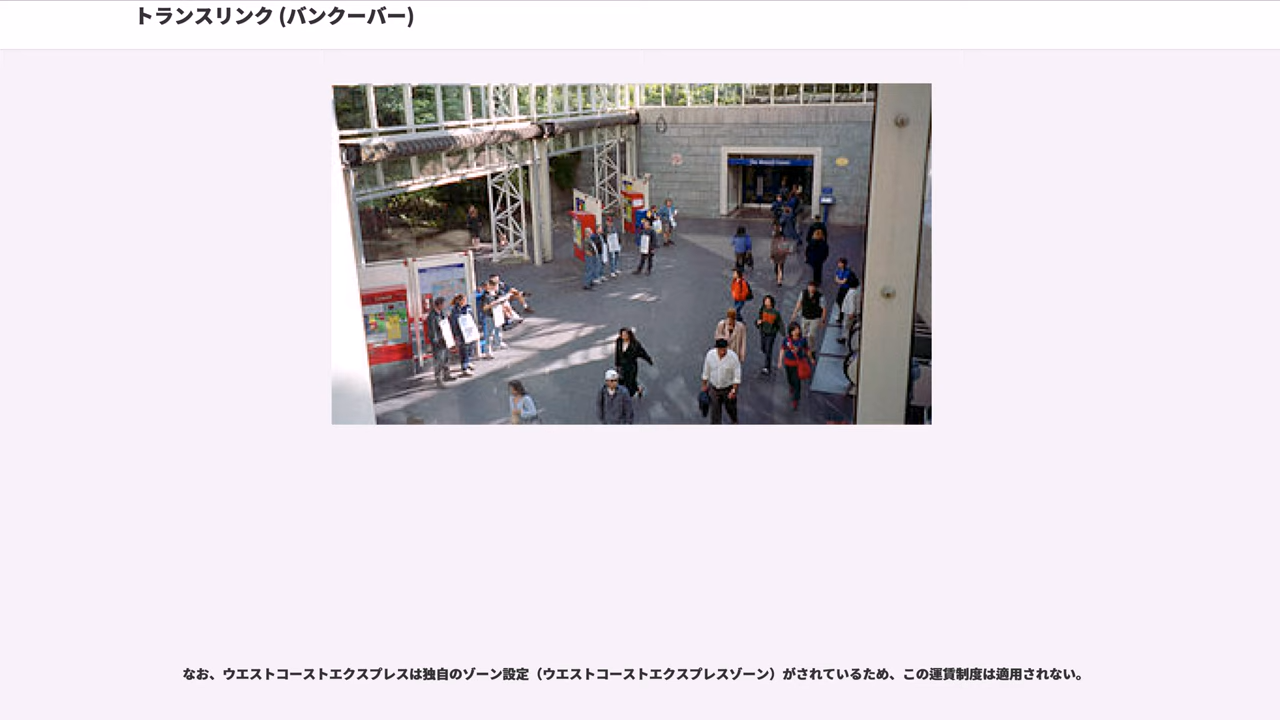 トランスリンク (バンクーバー)
なお、ウエストコーストエクスプレスは独自のゾーン設定（ウエストコーストエクスプレスゾーン）がされているため、この運賃制度は適用されない。